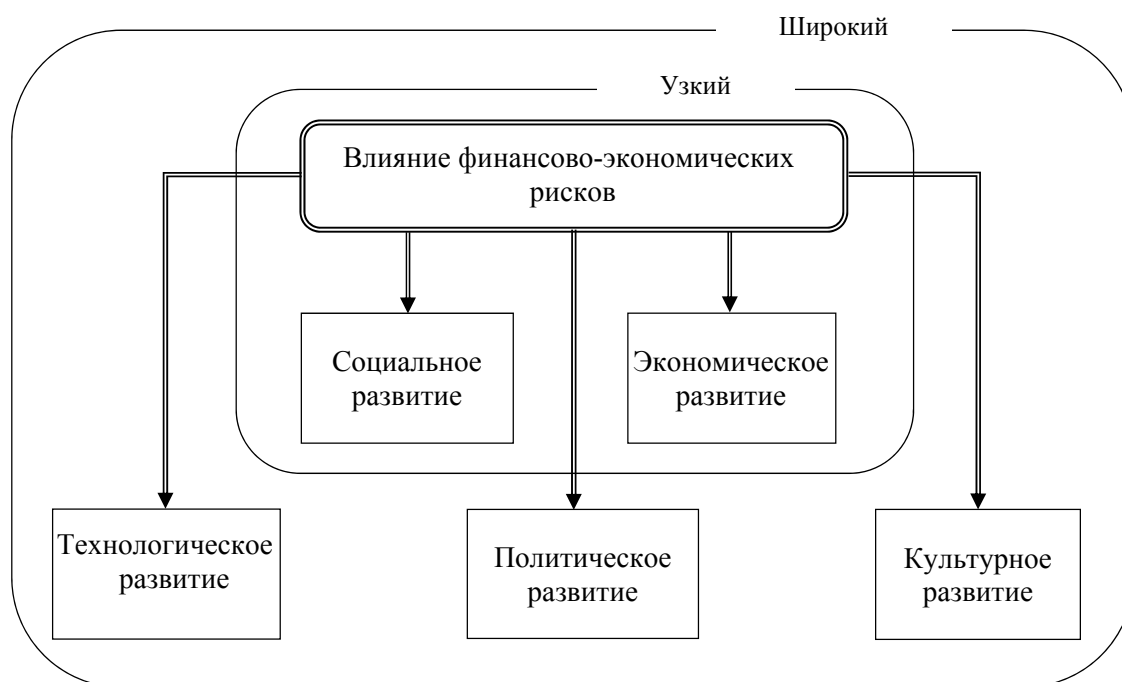 Широкий
Узкий
Влияние финансово-экономических
рисков
Социальное
развитие
Экономическое
развитие
Технологическое
развитие
Политическое
развитие
Культурное
развитие